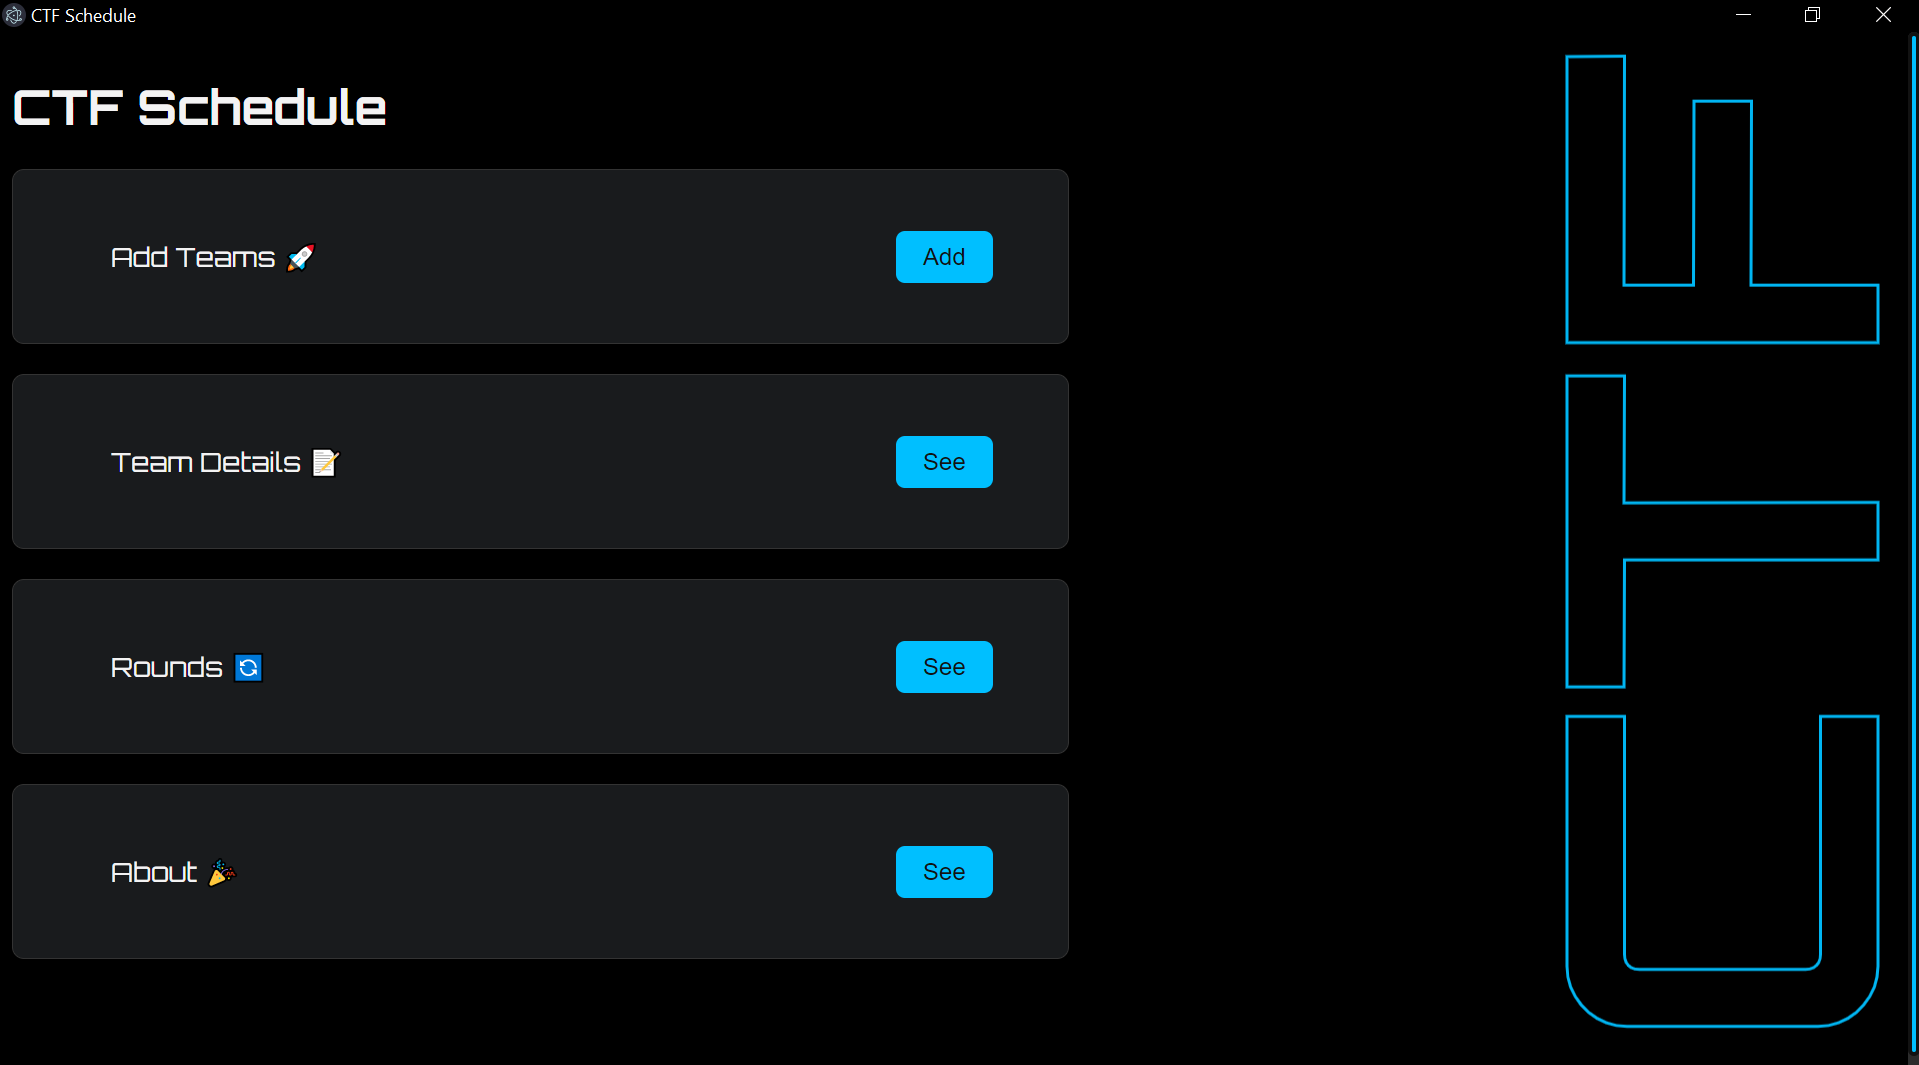 CTF Schedule
CTF Schedule
Add Teams 🚀
Add
Team Details 📝
See
Rounds 🔄
See
About 🎉
See
CTF